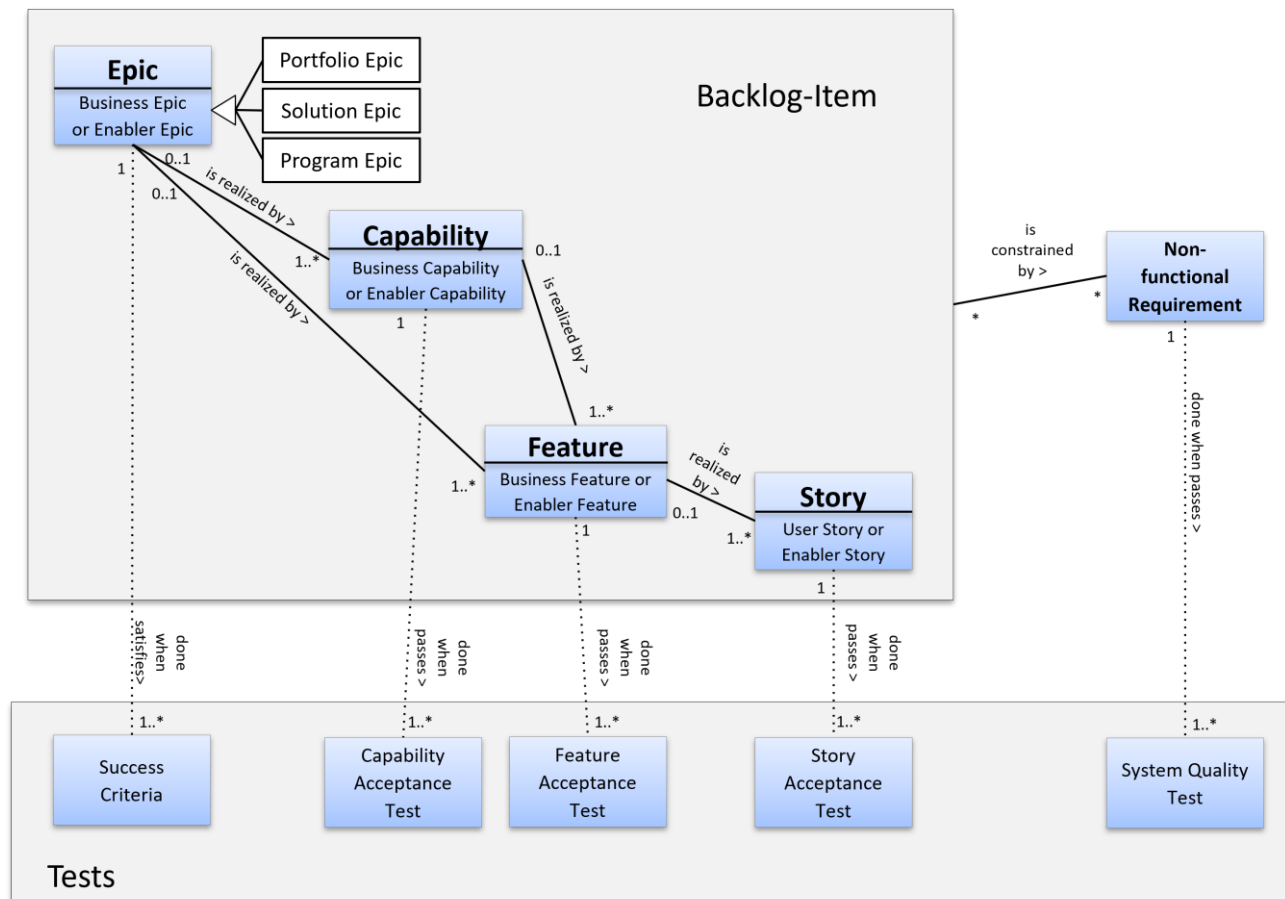 Epic
Business Epic
or Enabler Epic
Portfolio Epic
Solution Epic
Program Epic
Backlog-Item
1
0..1
0..1
is realized by >
is realized by >
1..*
Capability
Business Capability
or Enabler Capability
0..1
1
is realized by >
1..*
is
constrained
by >
*
*
Non-
functional
Requirement
1
done when passes >
1..*
Feature
Business Feature or
Enabler Feature
1
is
realized
by >
0..1
1..*
Story
User Story or
Enabler Story
1
done
when
satisfies>
done
when
passes >
done
when
passes >
done
when
passes >
1..*
1..*
1..*
1..*
1..*
Success
Criteria
Capability
Acceptance
Test
Feature
Acceptance
Test
Story
Acceptance
Test
System Quality
Test
Tests